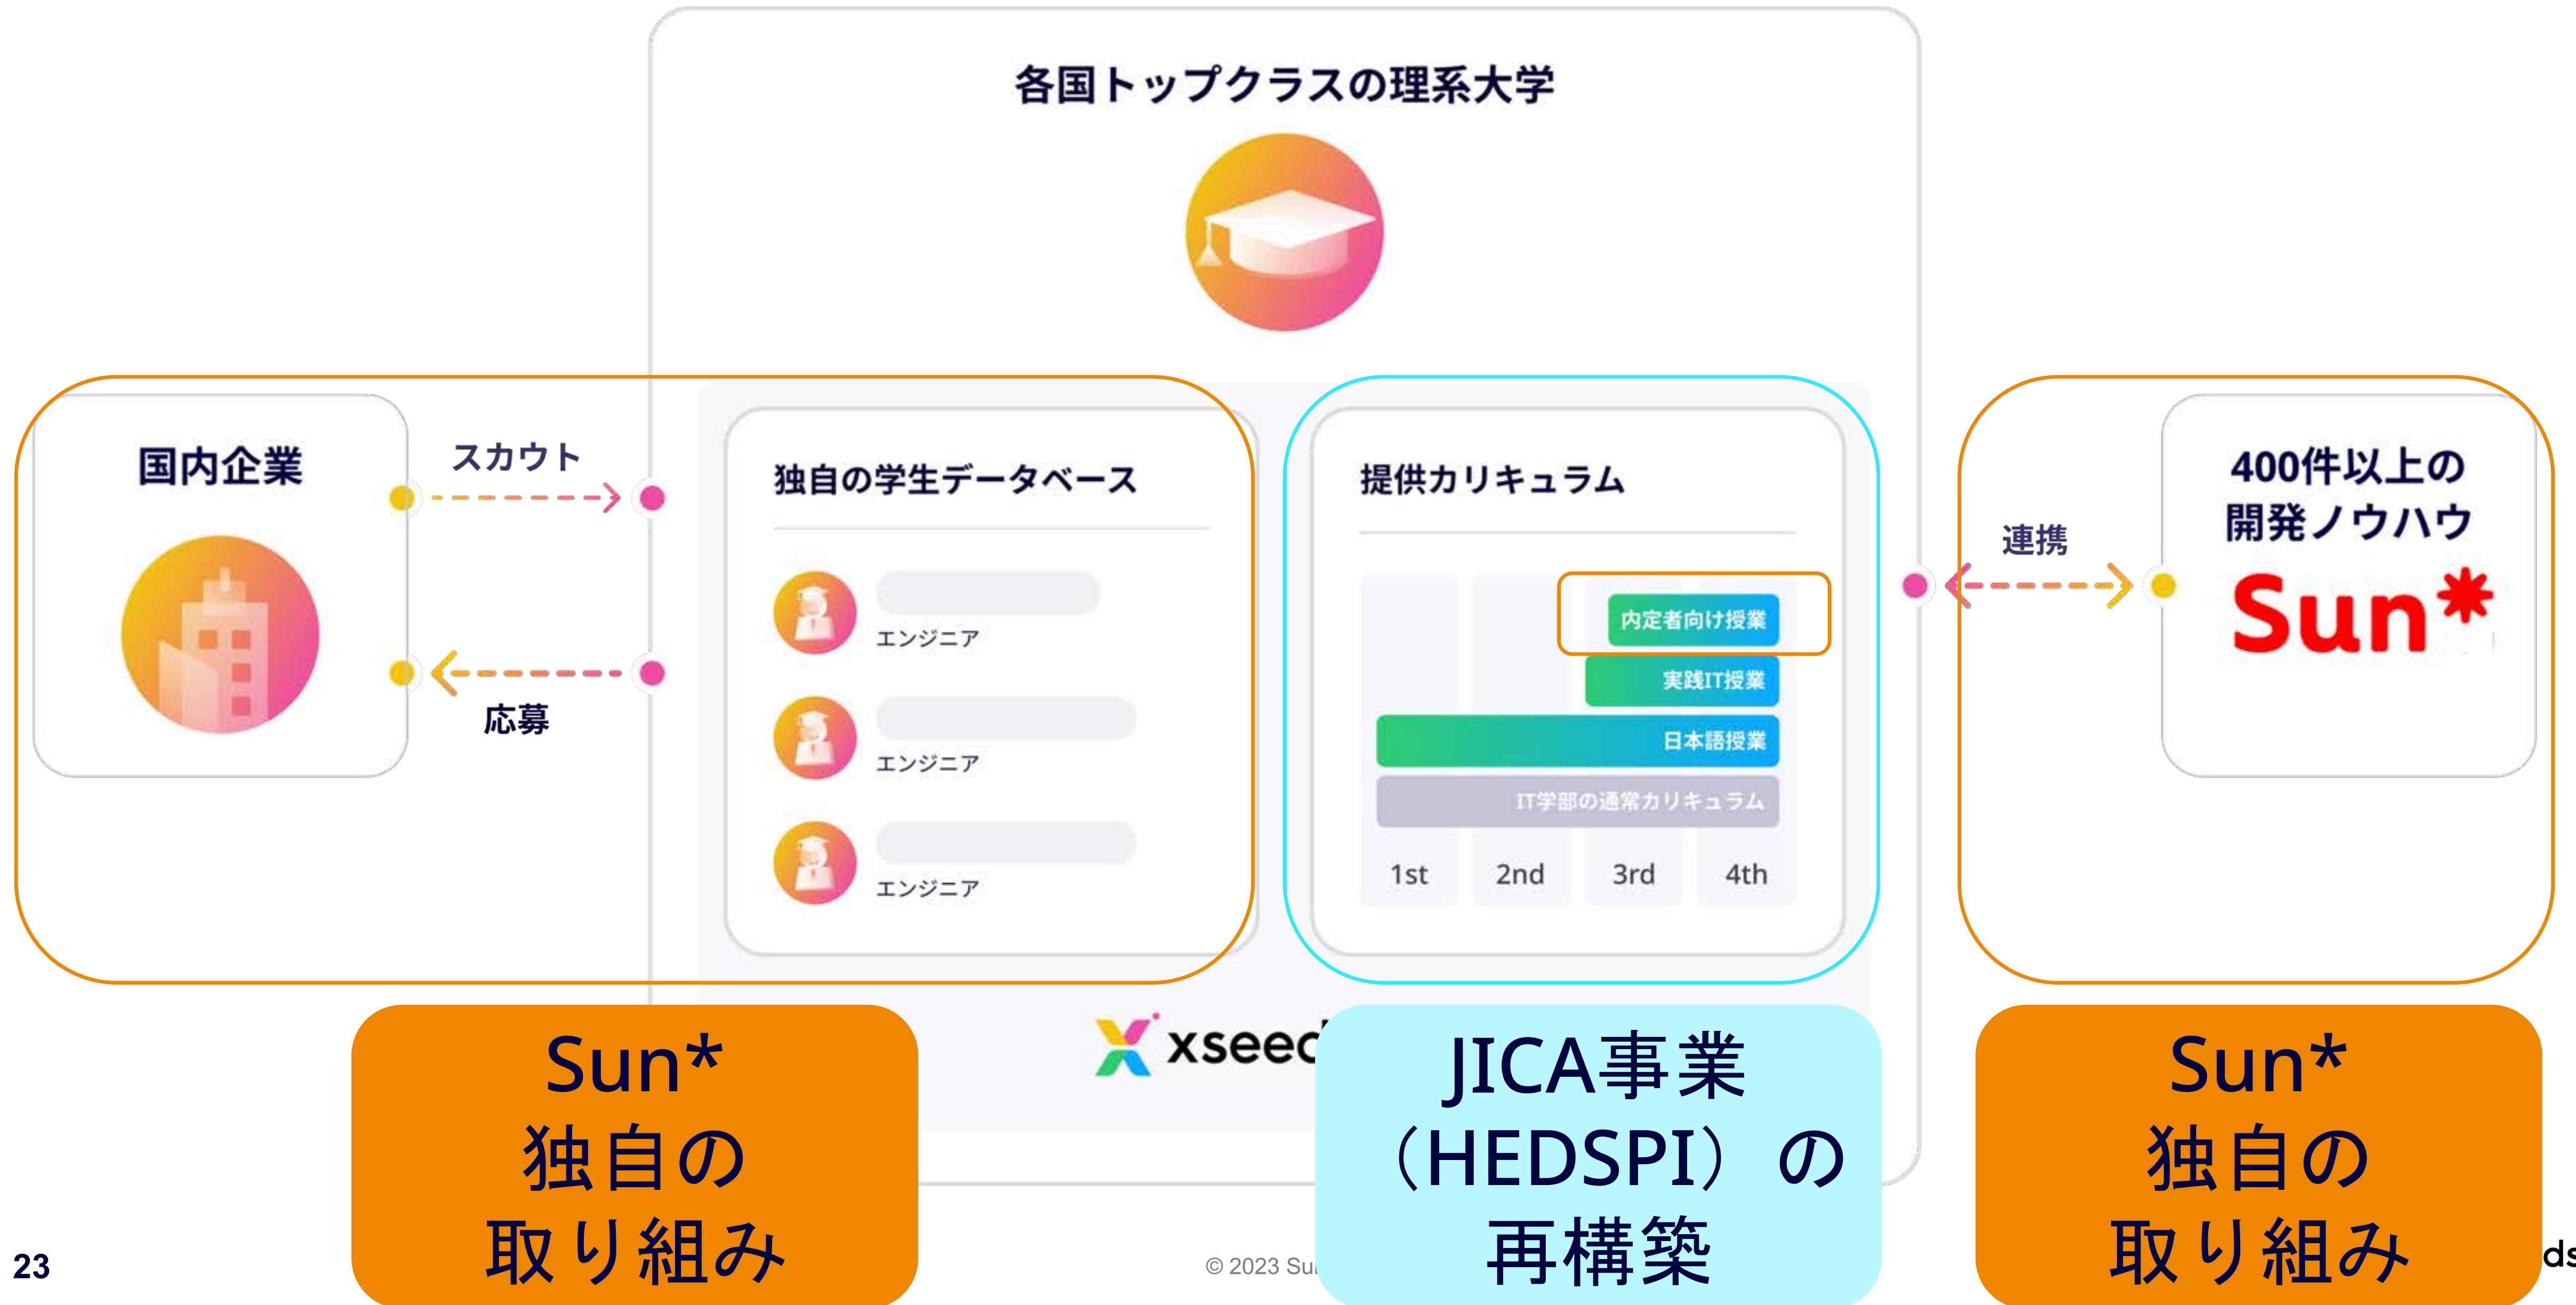 各国トップクラスの理系大学
国内企業
スカウト
応募
独自の学生データベース
エンジニア
エンジニア
エンジニア
提供カリキュラム
内定者向け授業
実践IT授業
日本語授業
IT学部の通常カリキュラム
1st 2nd 3rd 4th
連携
400件以上の
開発ノウハウ
Sun*
Sun*
独自の
取り組み
JICA事業
（HEDSPI）の
再構築
Sun*
独自の
取り組み
23
© 2023